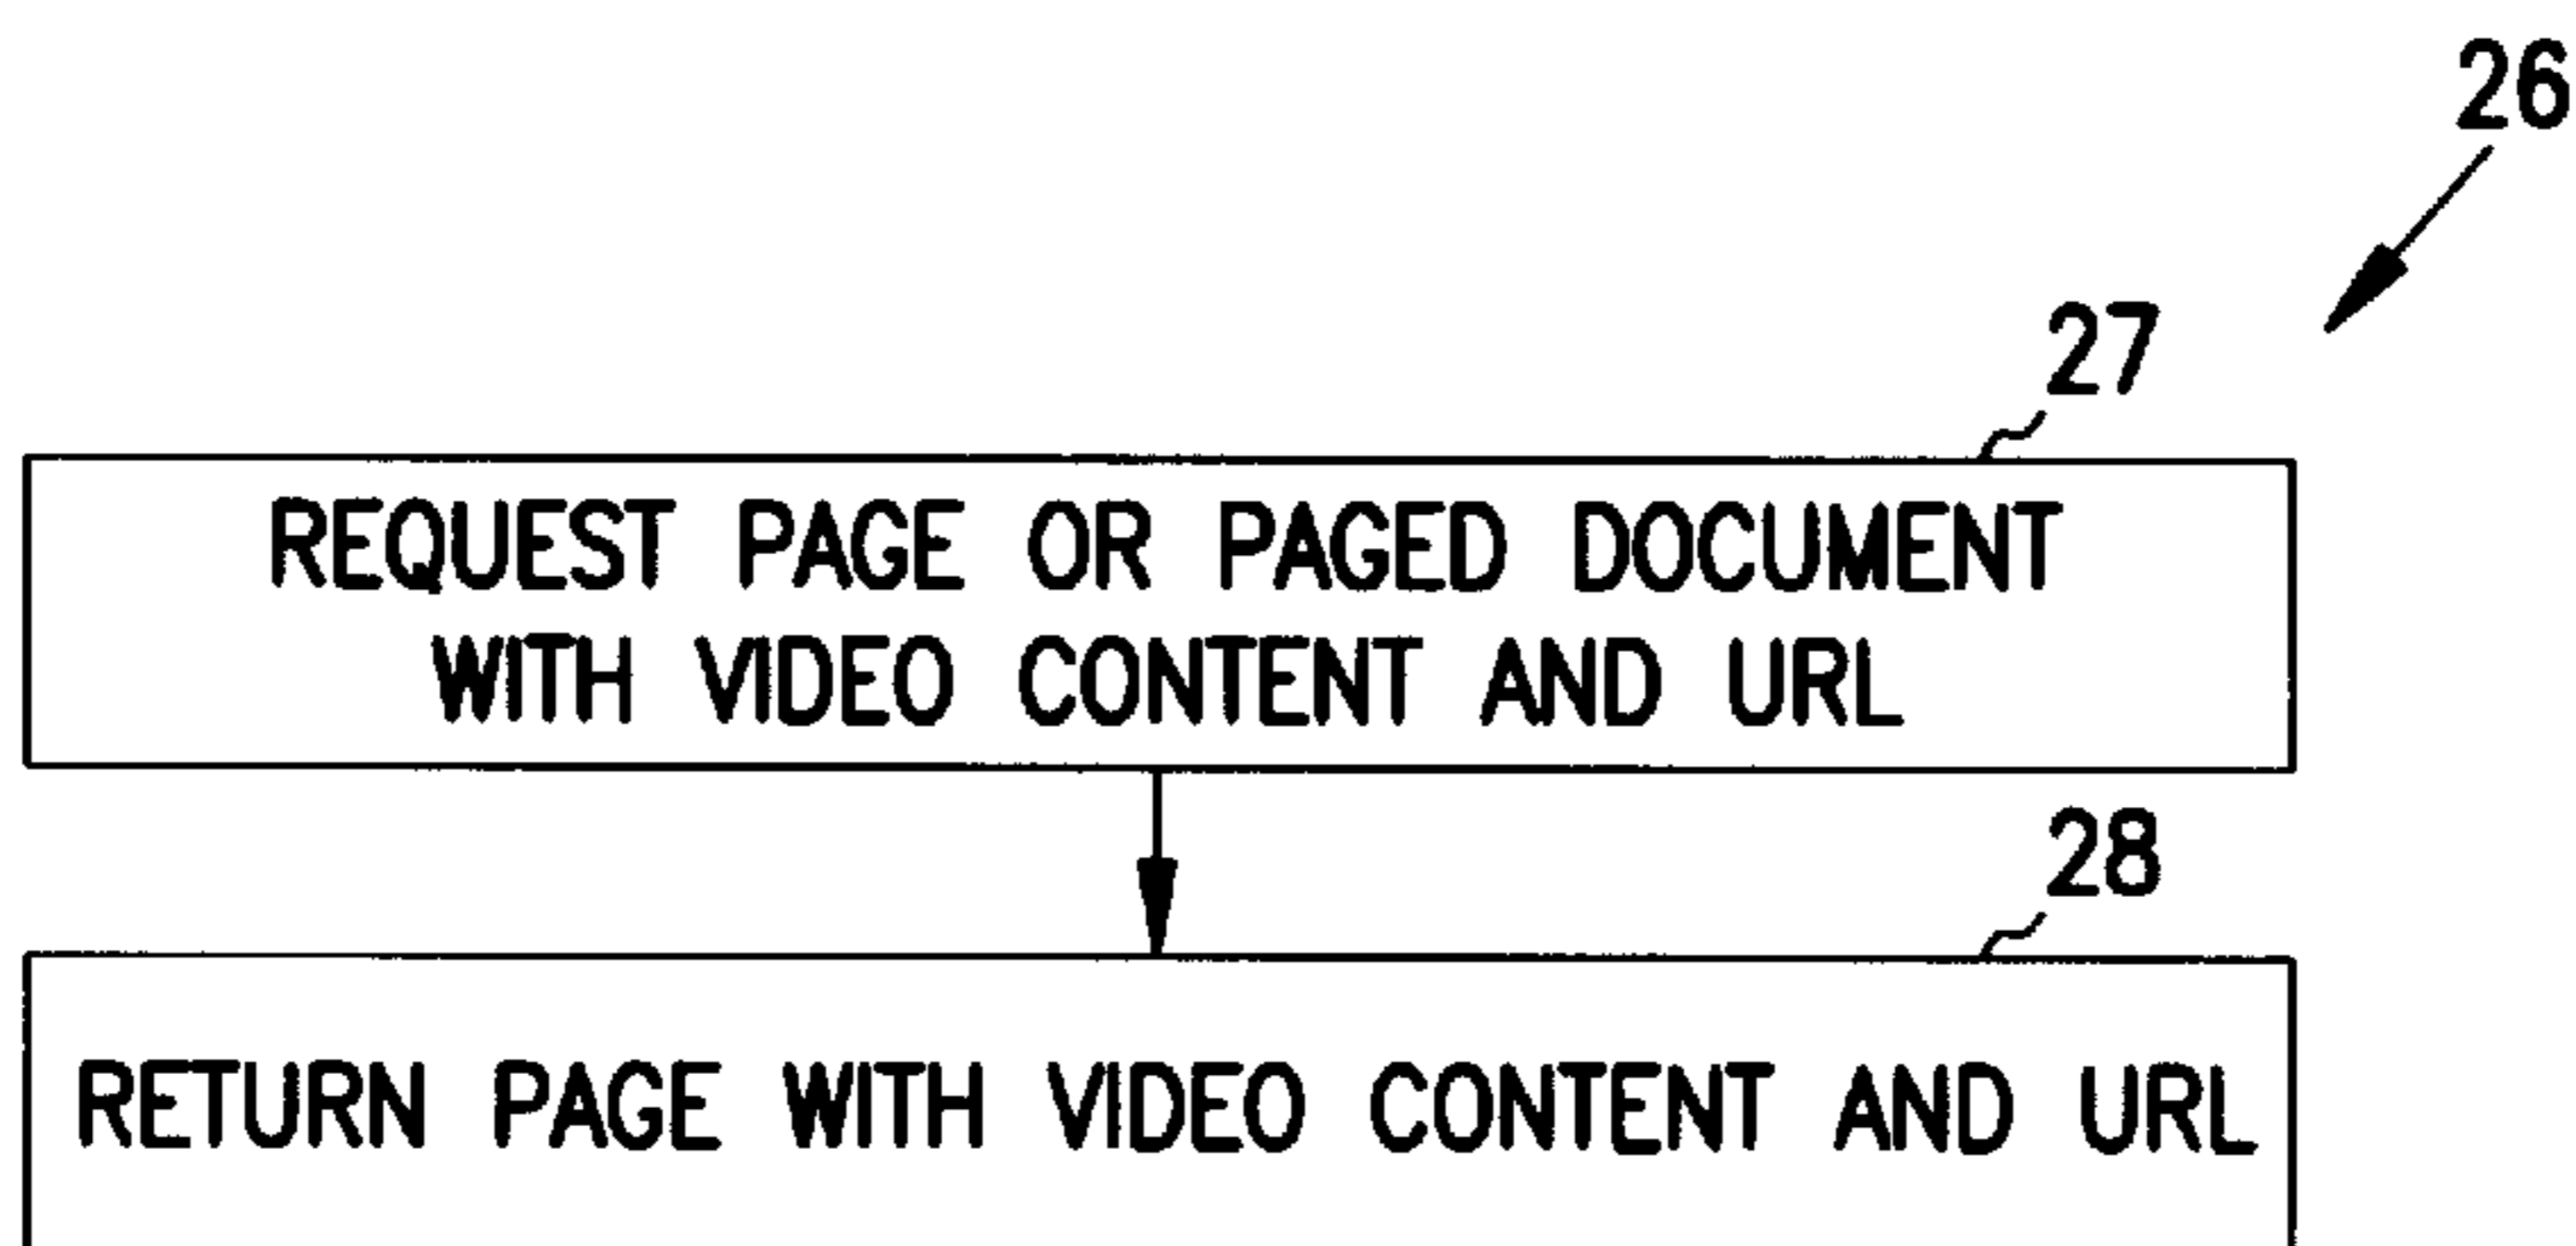 26
27
REQUEST PAGE OR PAGED DOCUMENT
WITH VIDEO CONTENT AND URL
28
RETURN PAGE WITH VIDEO CONTENT AND URL